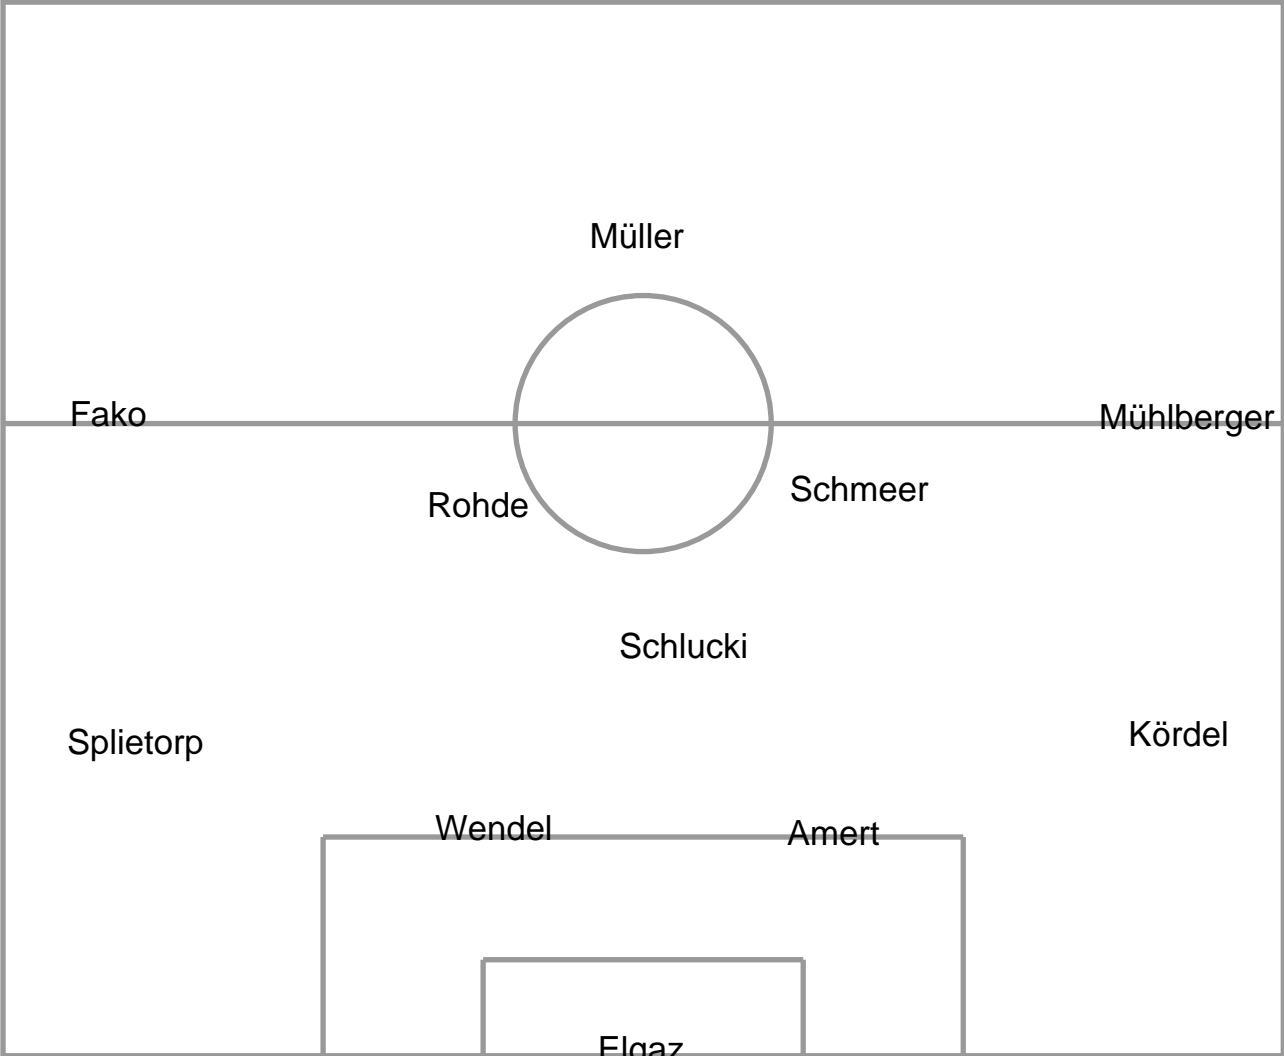 Müller
Fako
Mühlberger
Schmeer
Rohde
Schlucki
Kördel
Splietorp
Wendel
Amert
Elgaz